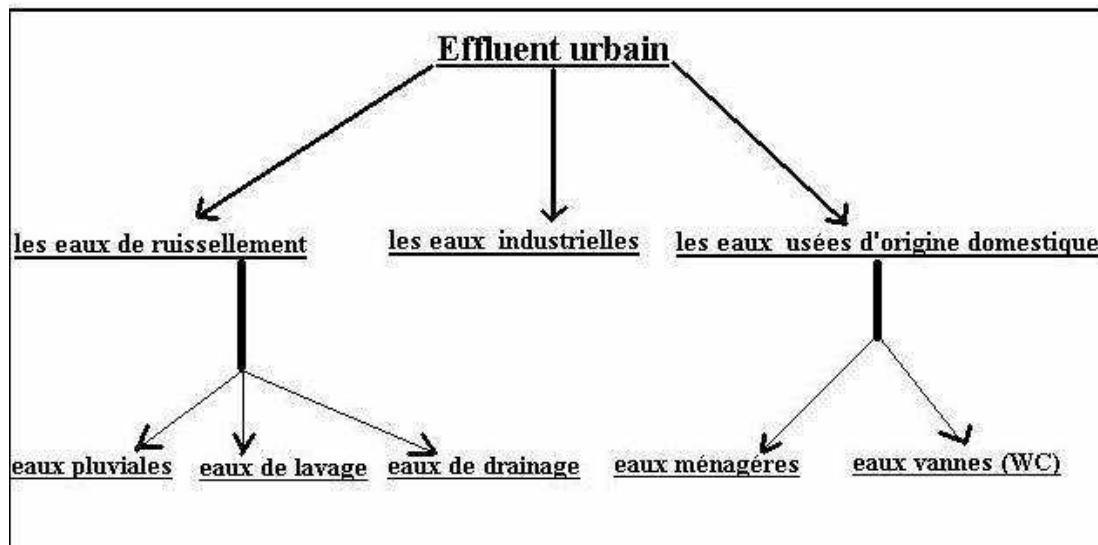 Effluent urbain
les eaux de ruissellement
les eaux industrielles
les eaux usées d'origine domestique
eaux pluviales
eaux de lavage
eaux de drainage
eaux ménagéres
eaux vannes (WC)